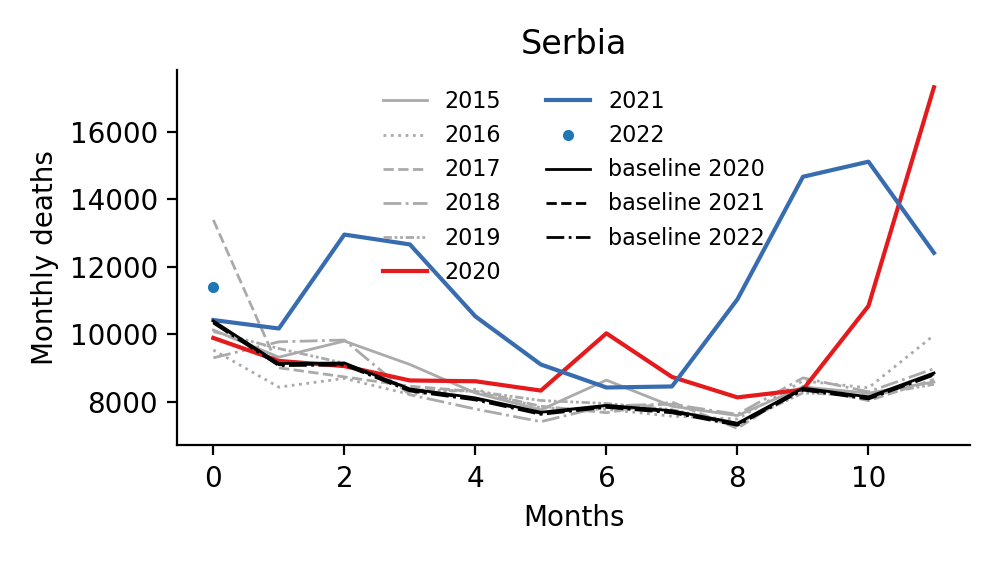 Serbia
Monthly deaths
16000
14000
12000
10000
8000
2015
2016
2017
2018
2019
2020
2021
2022
baseline 2020
baseline 2021
baseline 2022
0 2 4 6 8 10
Months